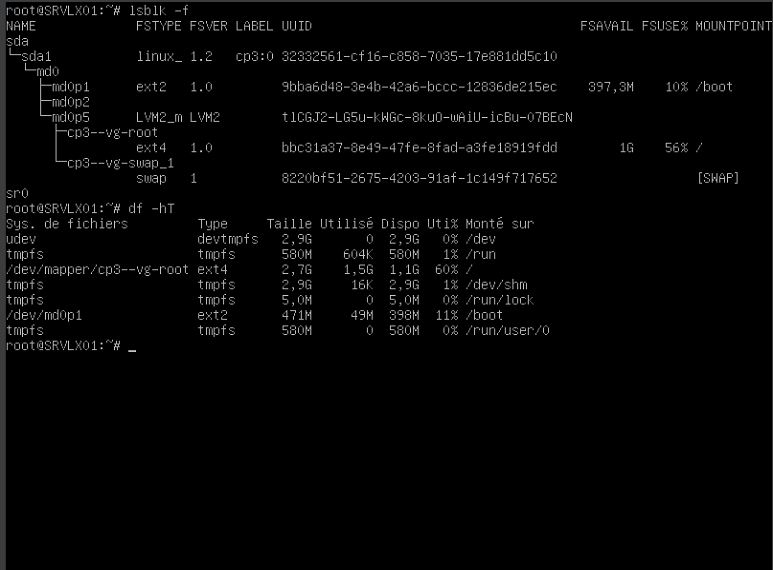 root@SRVLX01:~# lsblk -f
NAME FSTYPE FSVER LABEL UUID FSAVAIL FSUSE% MOUNTPOINT
sda
└─sda1 linux_ 1.2 cp3:0 32332561-cf16-c858-7035-17e881dd5c10
└─md0
├─md0p1 ext2 1.0 9bba6d48-3e4b-42a6-bccc-12836de215ec 397,3M 10% /boot
├─md0p2
└─md0p5 LVM2_m LVM2 tlCGJ2-LG5u-kWGc-8kuO-wAiU-icBu-07BEcN
├─cp3--vg-root
│ ext4 1.0 bbc31a37-8e49-47fe-8fad-a3fe18919fdd 1G 56% /
└─cp3--vg-swap_1
swap 1 8220bf51-2675-4203-91af-1c149f717652 [SWAP]
sr0
root@SRVLX01:~# df -hT
Sys. de fichiers Type Taille Utilisé Dispo Uti% Monté sur
udev devtmpfs 2,9G 0 2,9G 0% /dev
tmpfs tmpfs 580M 604K 580M 1% /run
/dev/mapper/cp3--vg-root ext4 2,7G 1,5G 1,1G 60% /
tmpfs tmpfs 2,9G 16K 2,9G 1% /dev/shm
tmpfs tmpfs 5,0M 0 5,0M 0% /run/lock
/dev/md0p1 ext2 471M 49M 398M 11% /boot
tmpfs tmpfs 580M 0 580M 0% /run/user/0
root@SRVLX01:~# _